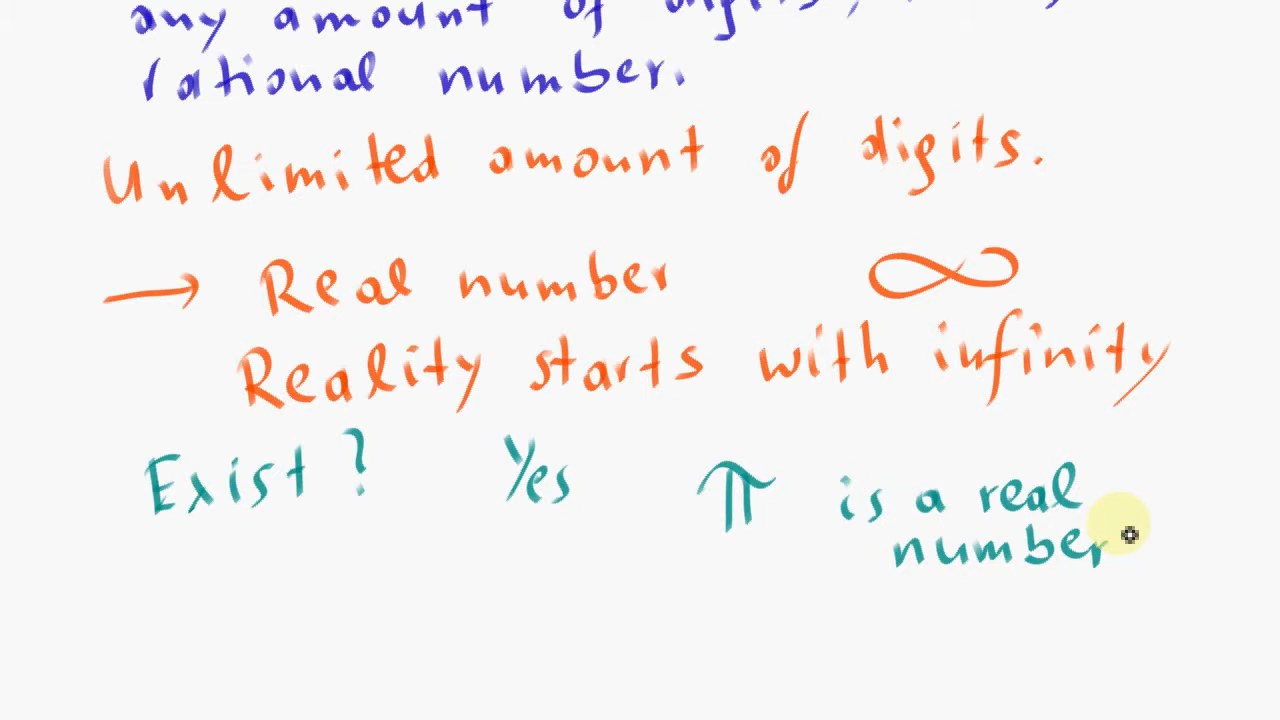 any amount of digits,
rational number.
Unlimited amount of digits.
→ Real number ∞
Reality starts with infinity
Exist? Yes π is a real
number